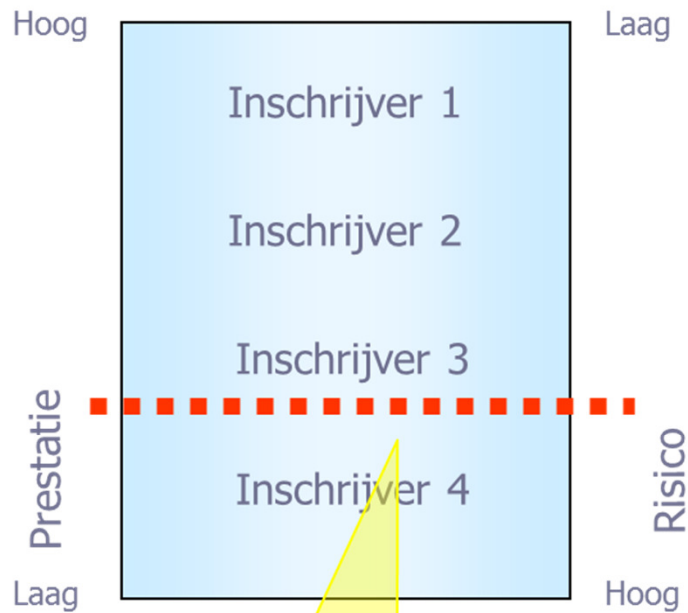 Hoog
Laag
Inschrijver 1
Inschrijver 2
Inschrijver 3
Prestatie
Risico
Inschrijver 4
Laag
Hoog